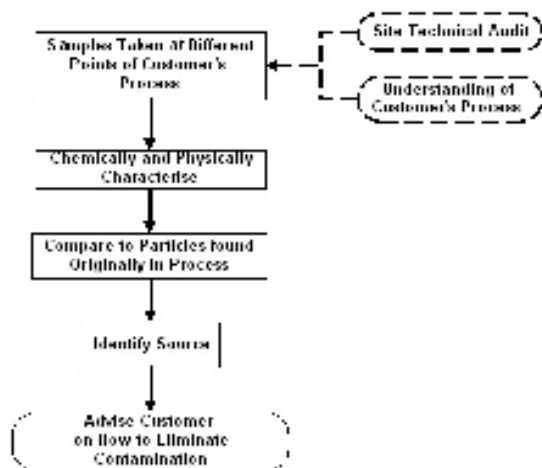 Samples Taken at Different
Points of Customer's
Process
Site Technical Audit
Understanding of
Customer's Process
Chemically and Physically
Characterise
Compare to Particles found
Originally in Process
Identify Source
Advise Customer
on How to Eliminate
Contamination